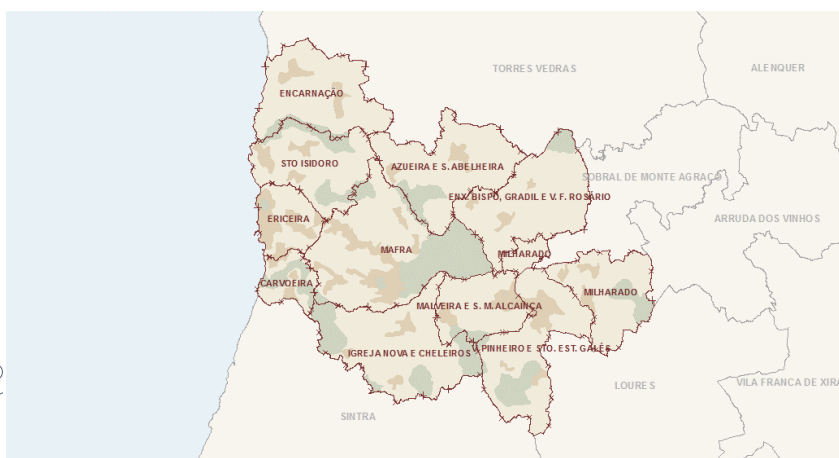 TORRES VEDRAS
ALENQUER
ENCARNAÇÃO
STO ISIDORO
AZUEIRA E S. ABELHEIRA
SOBRAL DE MONTE AGRAÇO
ENX. BISPO, GRADIL E V. F. ROSÁRIO
ERICEIRA
ARRUDA DOS VINHOS
MAFRA
MILHARADO
CARVOEIRA
MILHARADO
MALVEIRA E S. M. ALCAINÇA
IGREJA NOVA E CHELEIROS
V. PINHEIRO E STO. EST. GALÉS
LOURES
VILA FRANCA DE XIRA
SINTRA